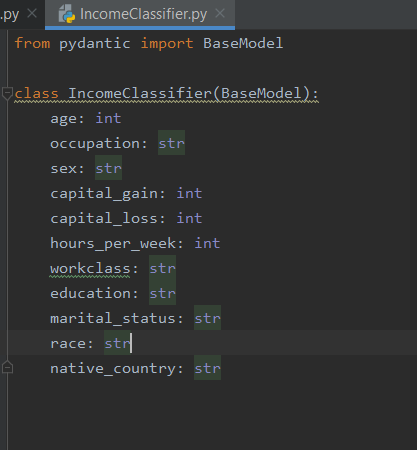 .py × IncomeClassifier.py ×
from pydantic import BaseModel
class IncomeClassifier(BaseModel):
    age: int
    occupation: str
    sex: str
    capital_gain: int
    capital_loss: int
    hours_per_week: int
    workclass: str
    education: str
    marital_status: str
    race: str
    native_country: str